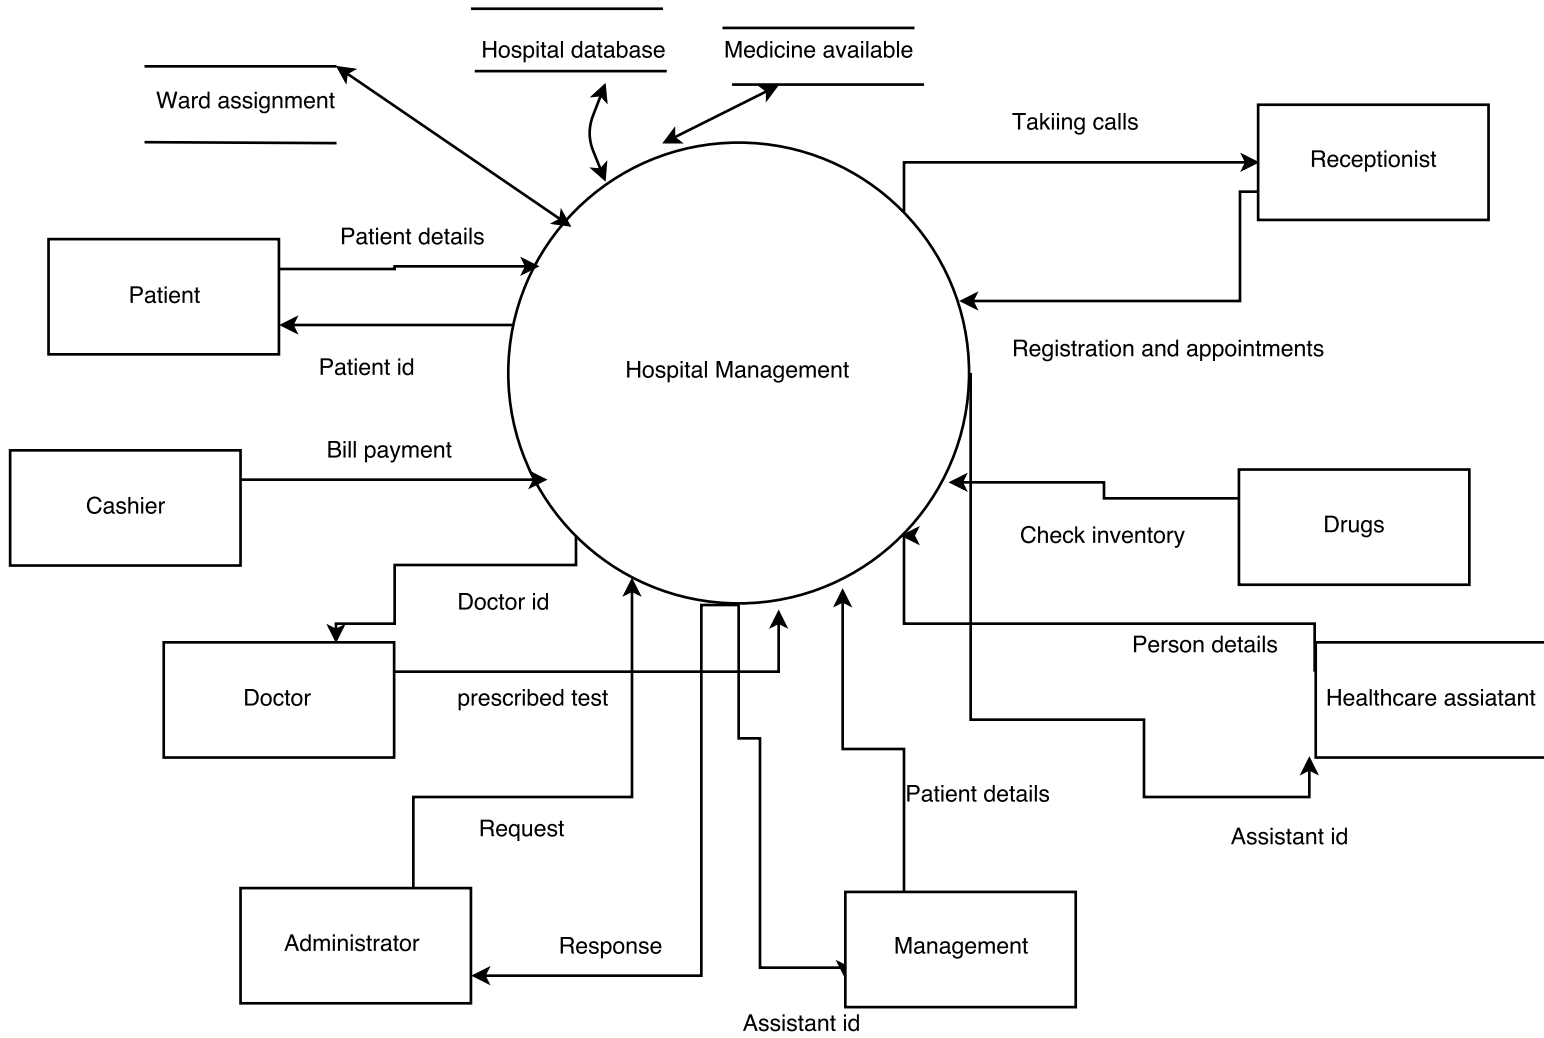 Hospital database
Medicine available
Ward assignment
Takiing calls
Receptionist
Patient details
Patient
Registration and appointments
Patient id
Hospital Management
Bill payment
Cashier
Drugs
Check inventory
Doctor id
Person details
Doctor
prescribed test
Healthcare assiatant
Patient details
Request
Assistant id
Administrator
Response
Management
Assistant id